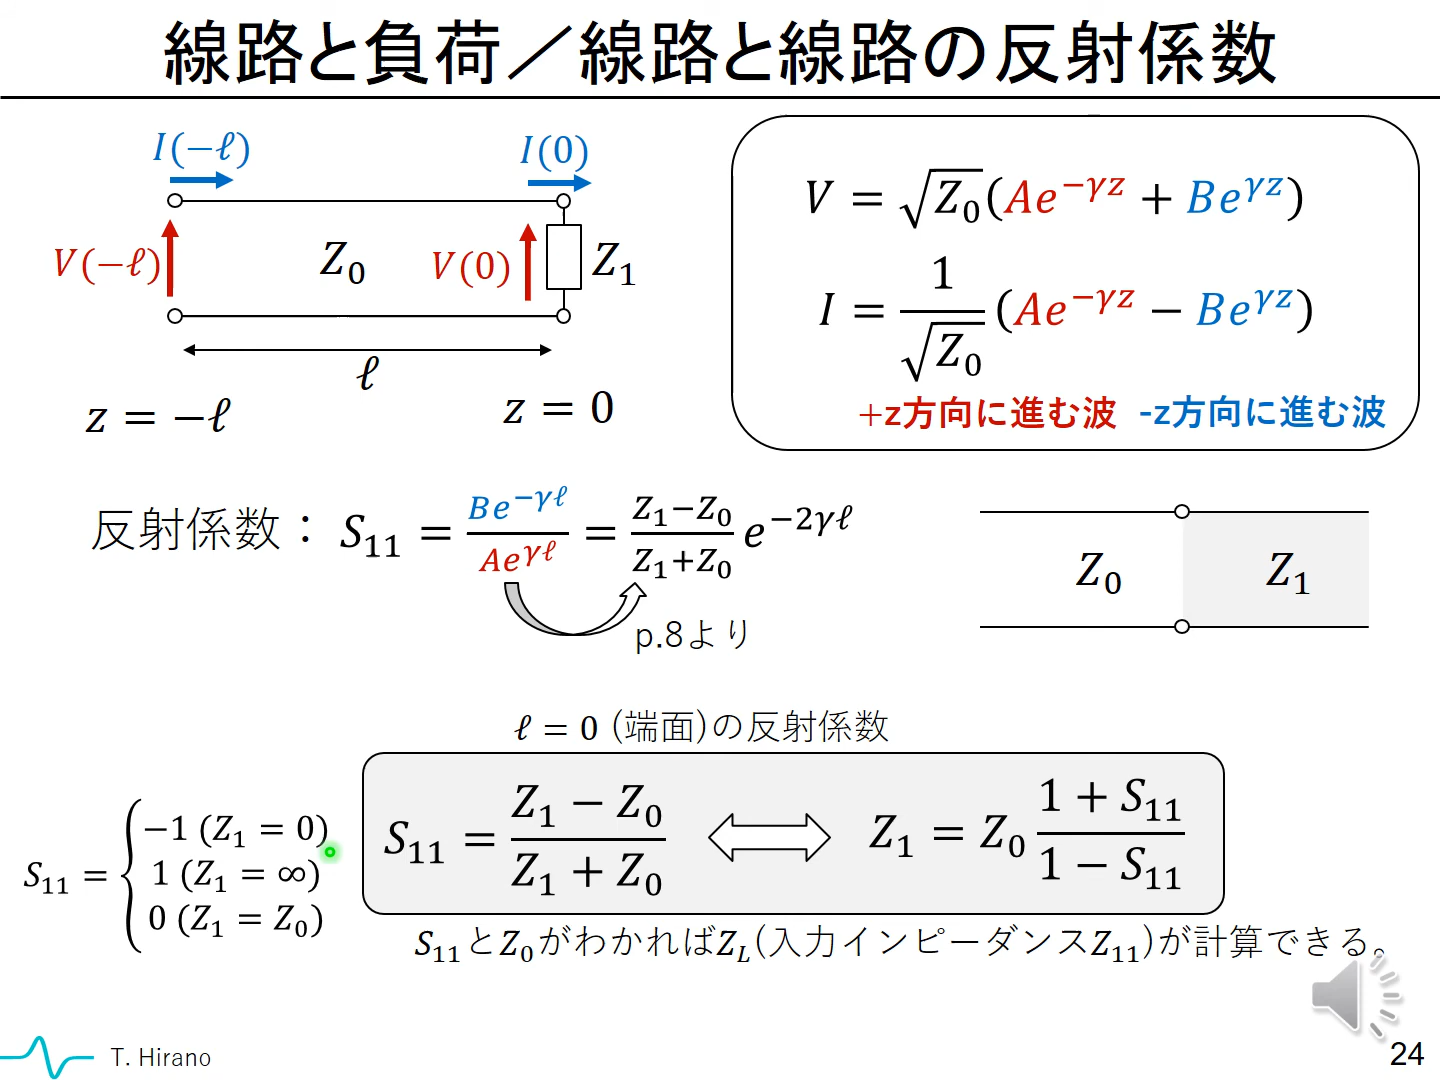 線路と負荷／線路と線路の反射係数
I(−ℓ)
I(0)
V(−ℓ)
Z₀
V(0)
Z₁
ℓ
z = −ℓ
z = 0
V = √Z₀(Ae^{−γz} + Be^{γz})
I = 1/√Z₀ (Ae^{−γz} − Be^{γz})
+z方向に進む波 -z方向に進む波
反射係数： S₁₁ = Be^{−γℓ}/Ae^{γℓ} = (Z₁−Z₀)/(Z₁+Z₀) e^{−2γℓ}
p.8より
Z₀
Z₁
ℓ = 0 (端面)の反射係数
S₁₁ = (Z₁ − Z₀)/(Z₁ + Z₀)
Z₁ = Z₀ (1 + S₁₁)/(1 − S₁₁)
S₁₁ = {
−1 (Z₁ = 0)
1 (Z₁ = ∞)
0 (Z₁ = Z₀)
S₁₁とZ₀がわかればZ_L(入力インピーダンスZ₁₁)が計算できる。
T. Hirano
24